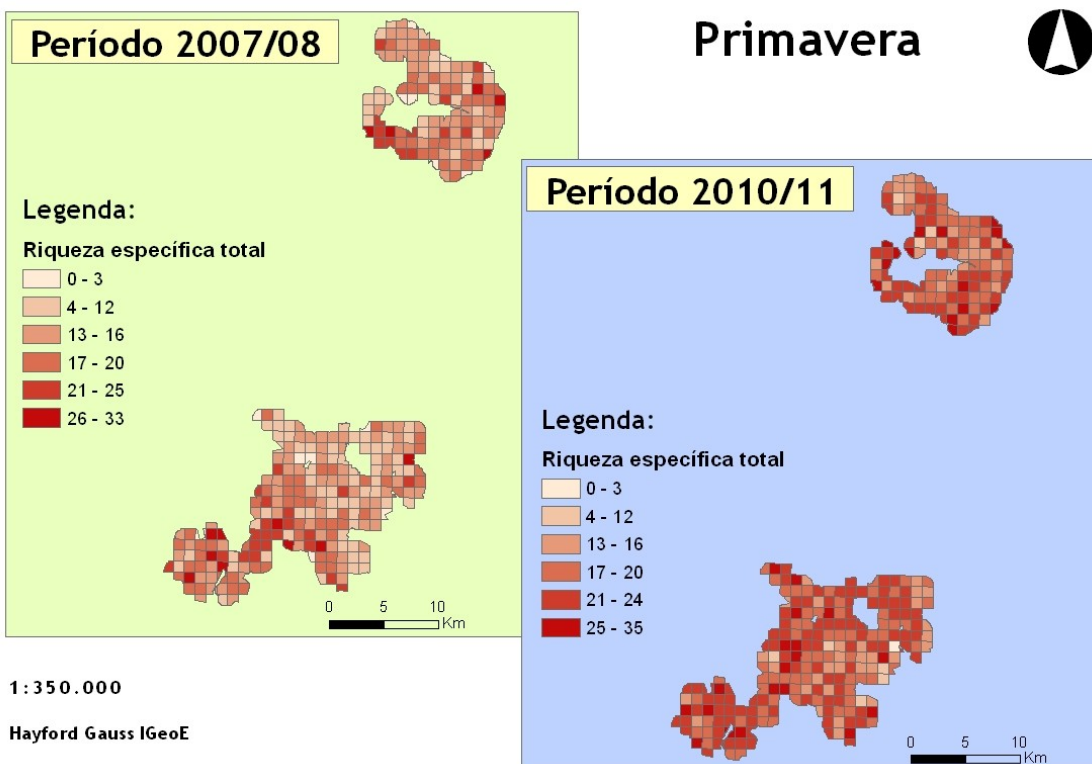 Primavera
Período 2007/08
Legenda:
Riqueza específica total
0 - 3
4 - 12
13 - 16
17 - 20
21 - 25
26 - 33
0 5 10
Km
Período 2010/11
Legenda:
Riqueza específica total
0 - 3
4 - 12
13 - 16
17 - 20
21 - 24
25 - 35
0 5 10
Km
1:350.000
Hayford Gauss IGeoE